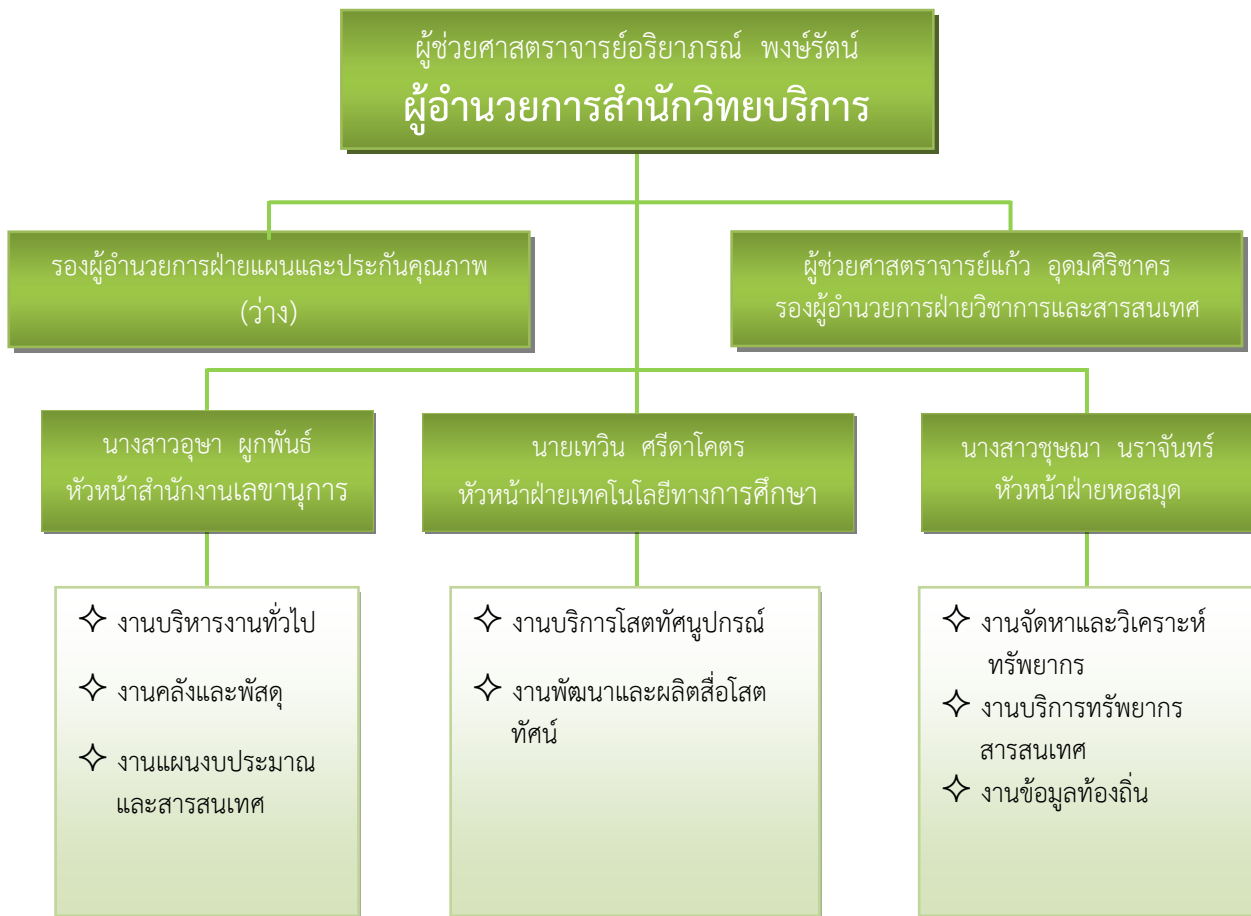 ผู้ช่วยศาสตราจารย์อริยาภรณ์ พงษ์รัตน์
ผู้อำนวยการสำนักวิทยบริการ
รองผู้อำนวยการฝ่ายแผนและประกันคุณภาพ
(ว่าง)
ผู้ช่วยศาสตราจารย์แก้ว อุดมศิริชาคร
รองผู้อำนวยการฝ่ายวิชาการและสารสนเทศ
นางสาวอุษา ผูกพันธ์
หัวหน้าสำนักงานเลขานุการ
นายเทวิน ศรีดาโคตร
หัวหน้าฝ่ายเทคโนโลยีทางการศึกษา
นางสาวชุษณา นราจันทร์
หัวหน้าฝ่ายหอสมุด
งานบริหารงานทั่วไป
งานคลังและพัสดุ
งานแผนงบประมาณ
และสารสนเทศ
งานบริการโสตทัศนูปกรณ์
งานพัฒนาและผลิตสื่อโสต
ทัศน์
งานจัดหาและวิเคราะห์
ทรัพยากร
งานบริการทรัพยากร
สารสนเทศ
งานข้อมูลท้องถิ่น